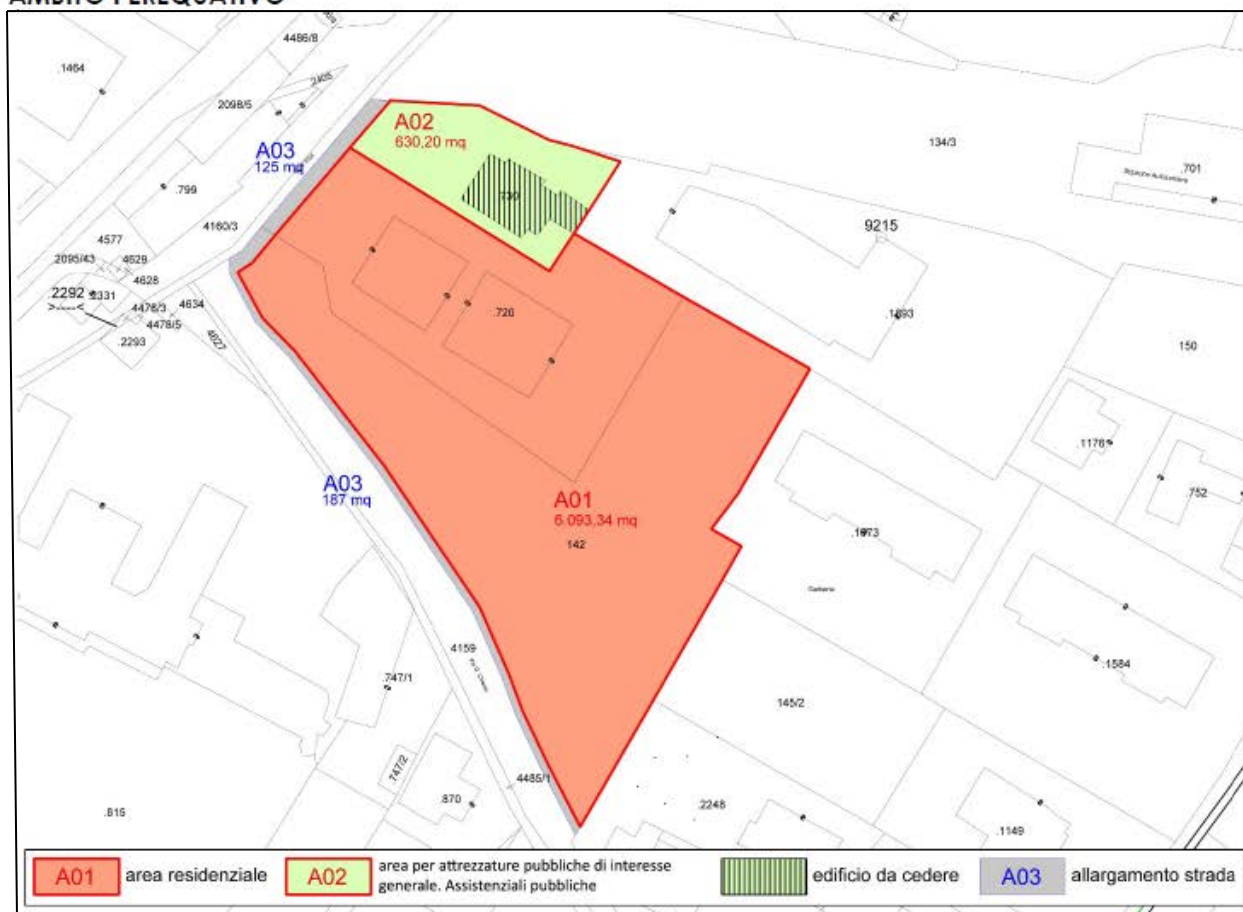 AMBITO PEREQUATIVO
4486/8
.1464
2405
2098/5
A02
630,20 mq
A03
125 mq
134/3
.701
.799
.730
4160/3
9215
4577
2095/43
4629
4628
2292
.2331
4476/3
4634
4478/5
.2293
4627
.720
.1893
150
.1176
.752
A03
187 mq
A01
6.093,34 mq
142
.1673
4159
.1584
.747/1
145/2
747/2
4485/1
.870
.2248
.815
.1149
A01 area residenziale
A02 area per attrezzature pubbliche di interesse
generale. Assistenziali pubbliche
edificio da cedere
A03 allargamento strada